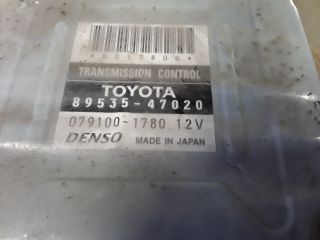 TRANSMISSION CONTROL
TOYOTA
89535-47020
079100-1780 12V
DENSO MADE IN JAPAN